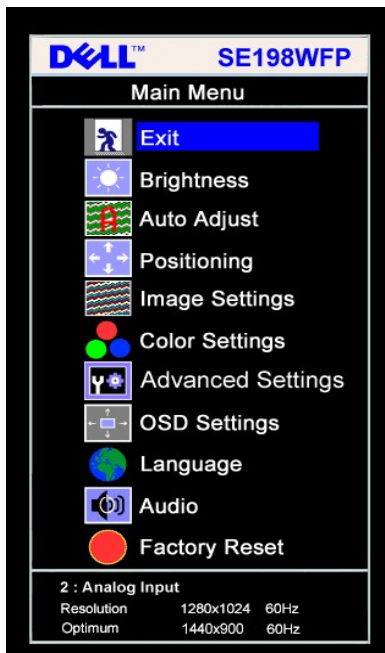 DELL™ SE198WFP
Main Menu
Exit
Brightness
Auto Adjust
Positioning
Image Settings
Color Settings
Advanced Settings
OSD Settings
Language
Audio
Factory Reset
2 : Analog Input
Resolution 1280x1024 60Hz
Optimum 1440x900 60Hz